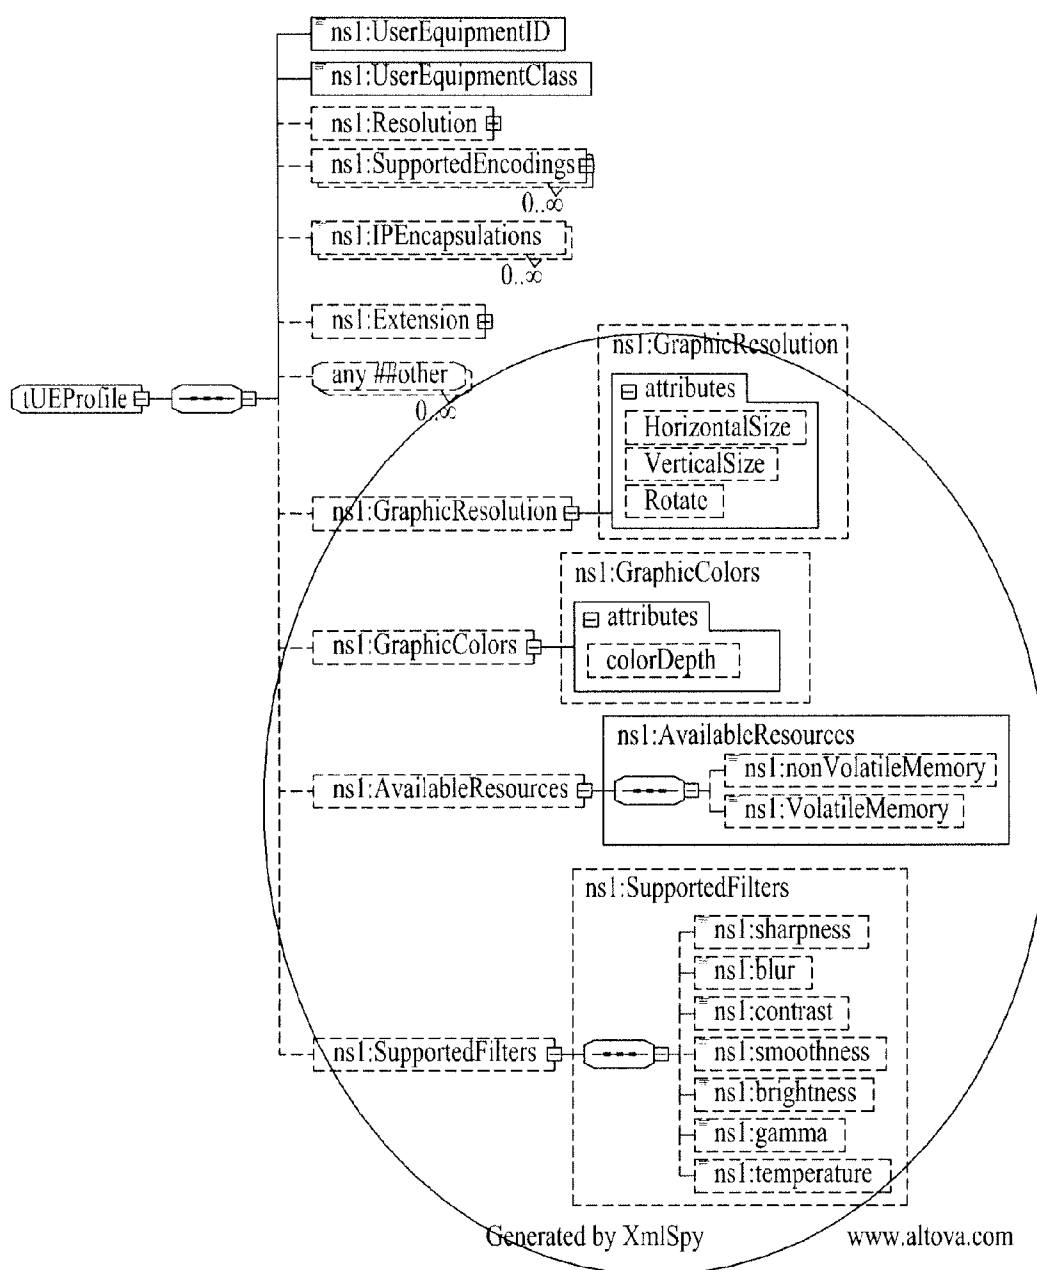 ns1:UserEquipmentID
ns1:UserEquipmentClass
ns1:Resolution
ns1:SupportedEncodings
0..∞
ns1:IPEncapsulations
0..∞
ns1:Extension
any ##other
0..∞
tUEProfile
ns1:GraphicResolution
ns1:GraphicResolution
attributes
HorizontalSize
VerticalSize
Rotate
ns1:GraphicColors
ns1:GraphicColors
attributes
colorDepth
ns1:AvailableResources
ns1:AvailableResources
ns1:nonVolatileMemory
ns1:VolatileMemory
ns1:SupportedFilters
ns1:SupportedFilters
ns1:sharpness
ns1:blur
ns1:contrast
ns1:smoothness
ns1:brightness
ns1:gamma
ns1:temperature
Generated by XmlSpy
www.altova.com